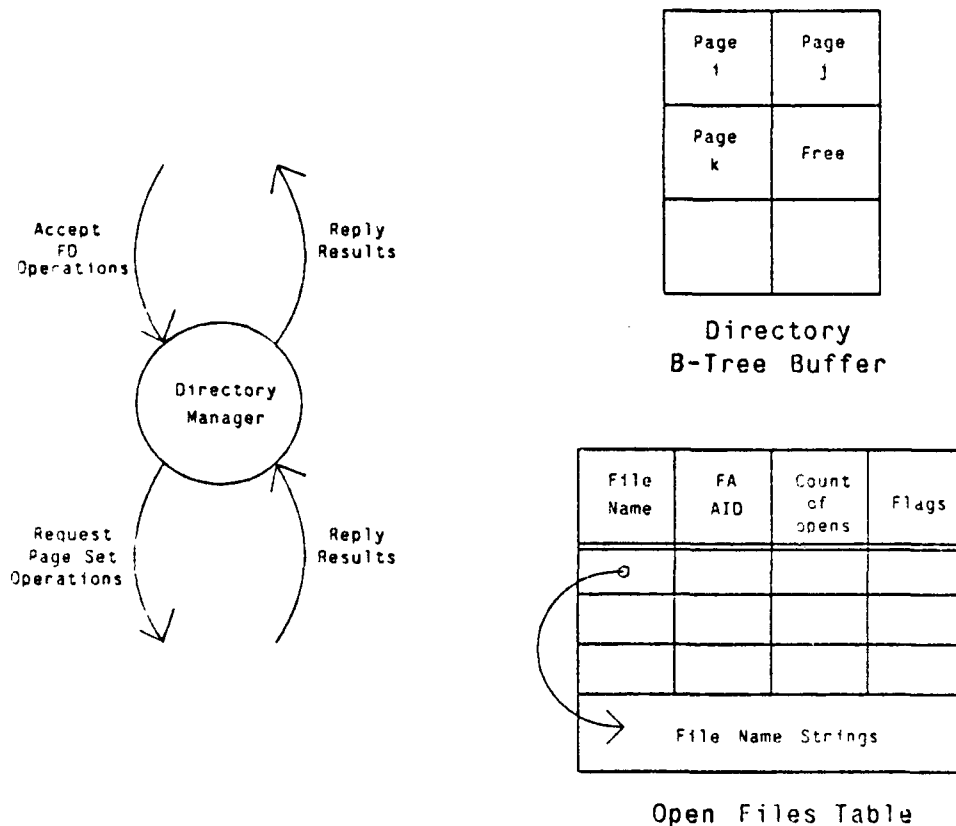 Accept
FD
Operations
Reply
Results
Directory
Manager
Request
Page Set
Operations
Reply
Results
Page
i
Page
j
Page
k
Free
Directory
B-Tree Buffer
File
Name
FA
AID
Count
of
opens
Flags
File Name Strings
Open Files Table